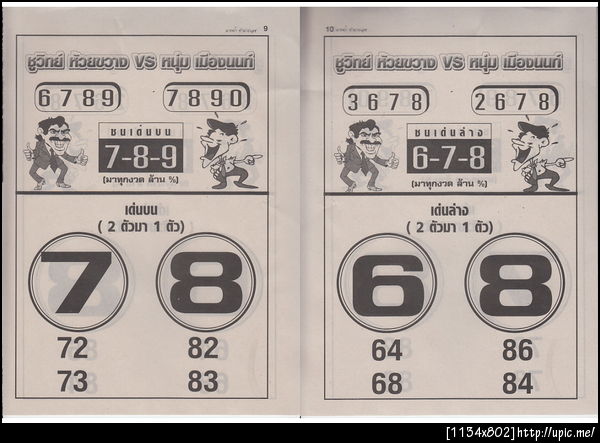 9
ชูวิทย์ ห้วยขวาง VS หนุ่ม เมืองนนท์
6789 7890
ชนเด่นบน
7-8-9
(มาทุกงวด ล้าน %)
เด่นบน
( 2 ตัวมา 1 ตัว)
7 8
72 82
73 83
10
ชูวิทย์ ห้วยขวาง VS หนุ่ม เมืองนนท์
3678 2678
ชนเด่นล่าง
6-7-8
(มาทุกงวด ล้าน %)
เด่นล่าง
( 2 ตัวมา 1 ตัว)
6 8
64 86
68 84
[1134x802]http://upic.me/